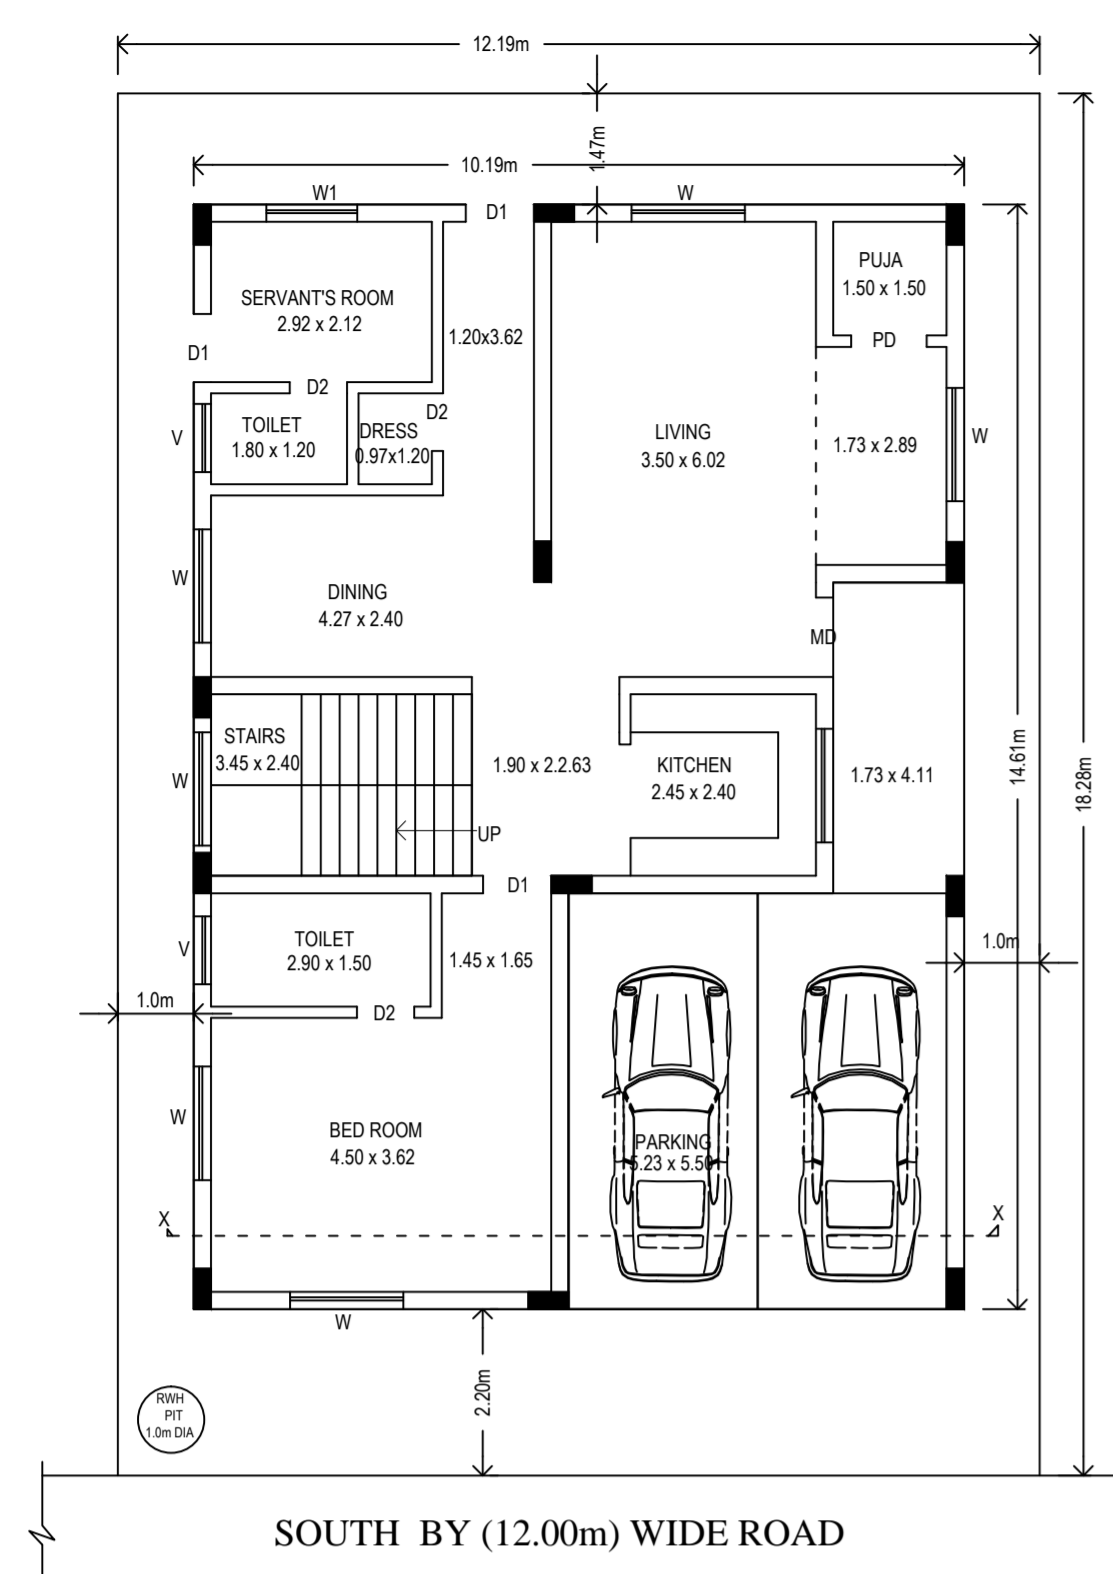 12.19m
1.47m
10.19m
W1
D1
W
PUJA
1.50 x 1.50
SERVANT'S ROOM
2.92 x 2.12
1.20x3.62
D1
PD
D2
D2
TOILET
1.80 x 1.20
DRESS
0.97x1.20
V
LIVING
3.50 x 6.02
1.73 x 2.89
W
W
DINING
4.27 x 2.40
MD
STAIRS
3.45 x 2.40
W
1.90 x 2.2.63
KITCHEN
2.45 x 2.40
1.73 x 4.11
14.61m
18.28m
UP
D1
V
TOILET
2.90 x 1.50
1.45 x 1.65
1.0m
1.0m
D2
W
BED ROOM
4.50 x 3.62
PARKING
5.23 x 5.50
X
X
W
2.20m
RWH
PIT
1.0m DIA
SOUTH BY (12.00m) WIDE ROAD